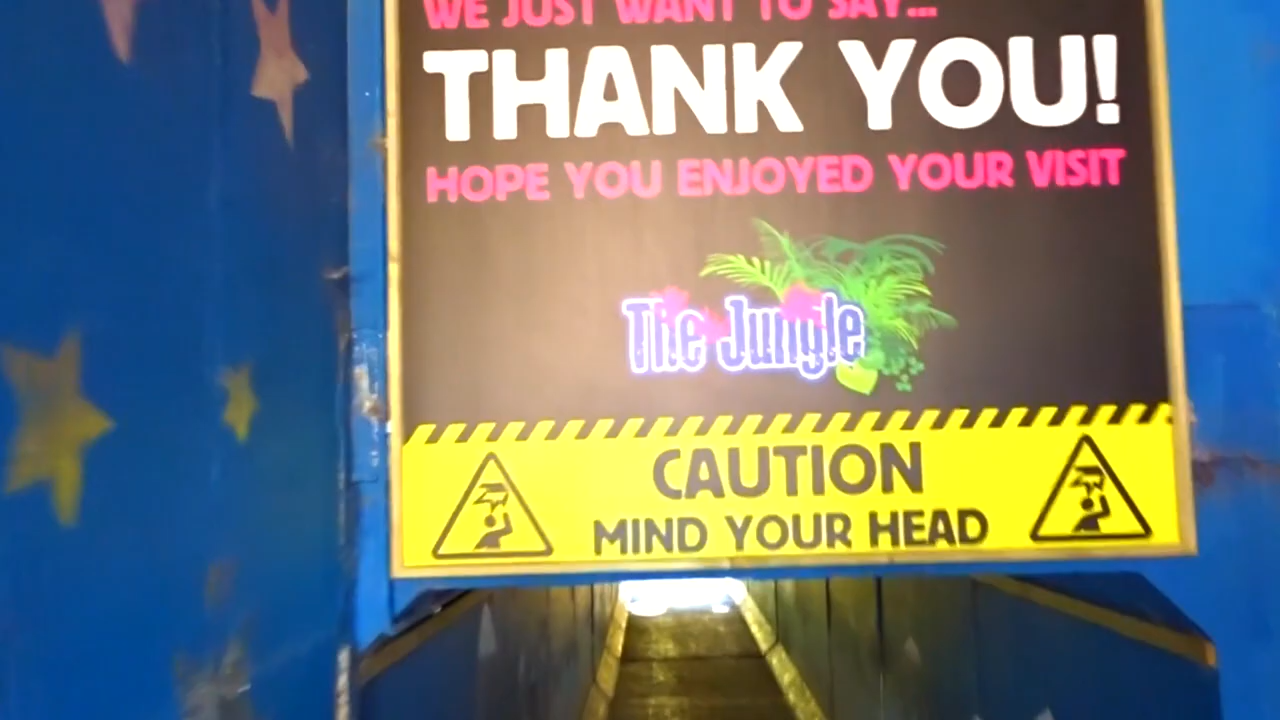 WE JUST WANT TO SAY...
THANK YOU!
HOPE YOU ENJOYED YOUR VISIT
The Jungle
CAUTION
MIND YOUR HEAD